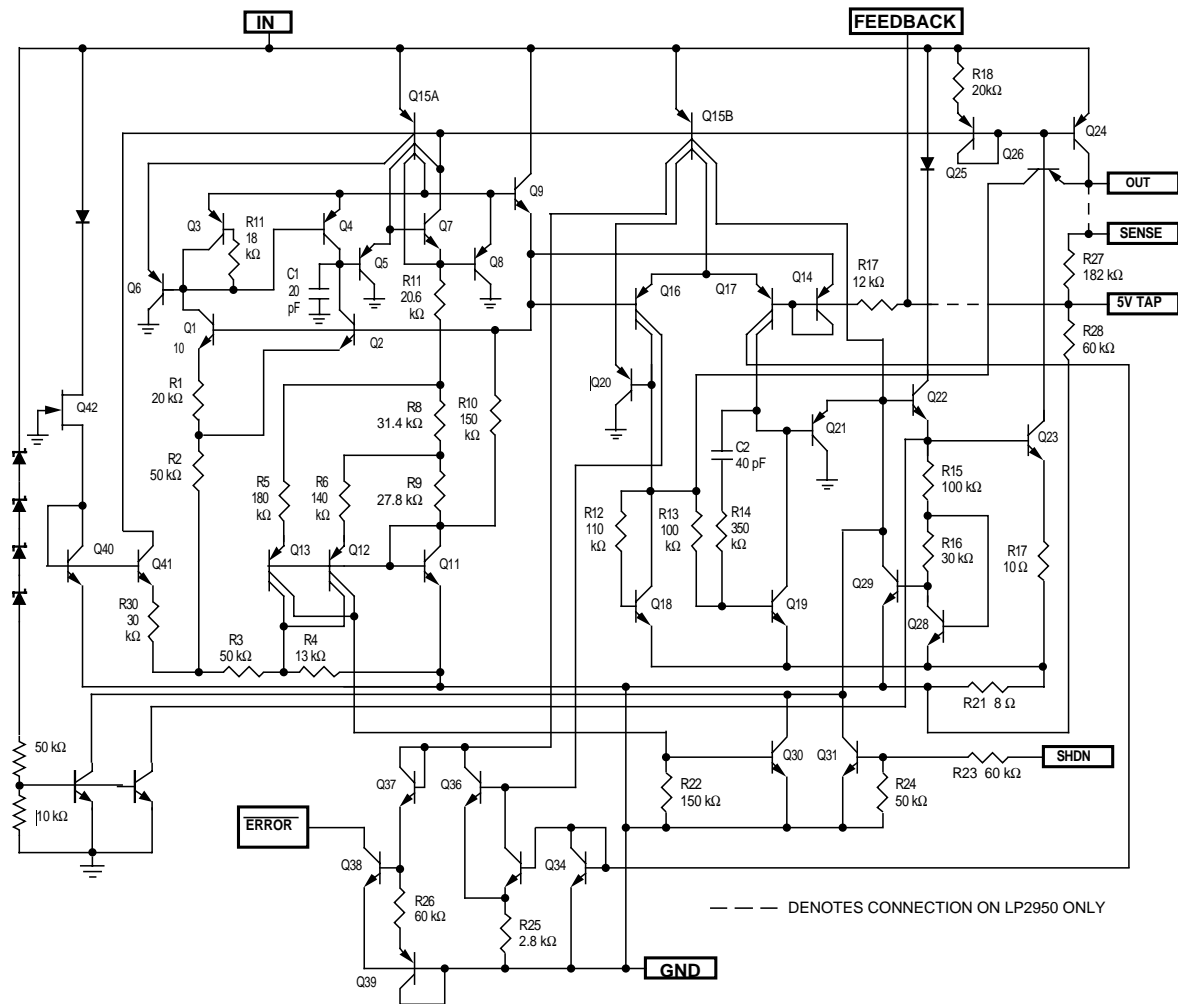 IN
FEEDBACK
R18
20kΩ
Q15A
Q15B
Q24
Q26
Q25
OUT
Q9
Q3
R11
18
kΩ
Q4
Q7
SENSE
Q5
Q8
Q6
C1
20
pF
R11
20.6
kΩ
Q16
Q17
Q14
R17
12 kΩ
R27
182 kΩ
5V TAP
Q1
10
Q2
R28
60 kΩ
R1
20 kΩ
Q20
Q22
Q42
R8
31.4 kΩ
R10
150
kΩ
Q21
Q23
R2
50 kΩ
C2
40 pF
R5
180
kΩ
R6
140
kΩ
R9
27.8 kΩ
R15
100 kΩ
R12
110
kΩ
R13
100
kΩ
R14
350
kΩ
R16
30 kΩ
R17
10 Ω
Q40
Q41
Q13
Q12
Q11
Q29
Q18
Q19
Q28
R30
30
kΩ
R3
50 kΩ
R4
13 kΩ
R21 8 Ω
50 kΩ
10 kΩ
Q37
Q36
R22
150 kΩ
Q30
Q31
R24
50 kΩ
R23 60 kΩ
SHDN
ERROR
Q38
Q34
R26
60 kΩ
R25
2.8 kΩ
DENOTES CONNECTION ON LP2950 ONLY
Q39
GND